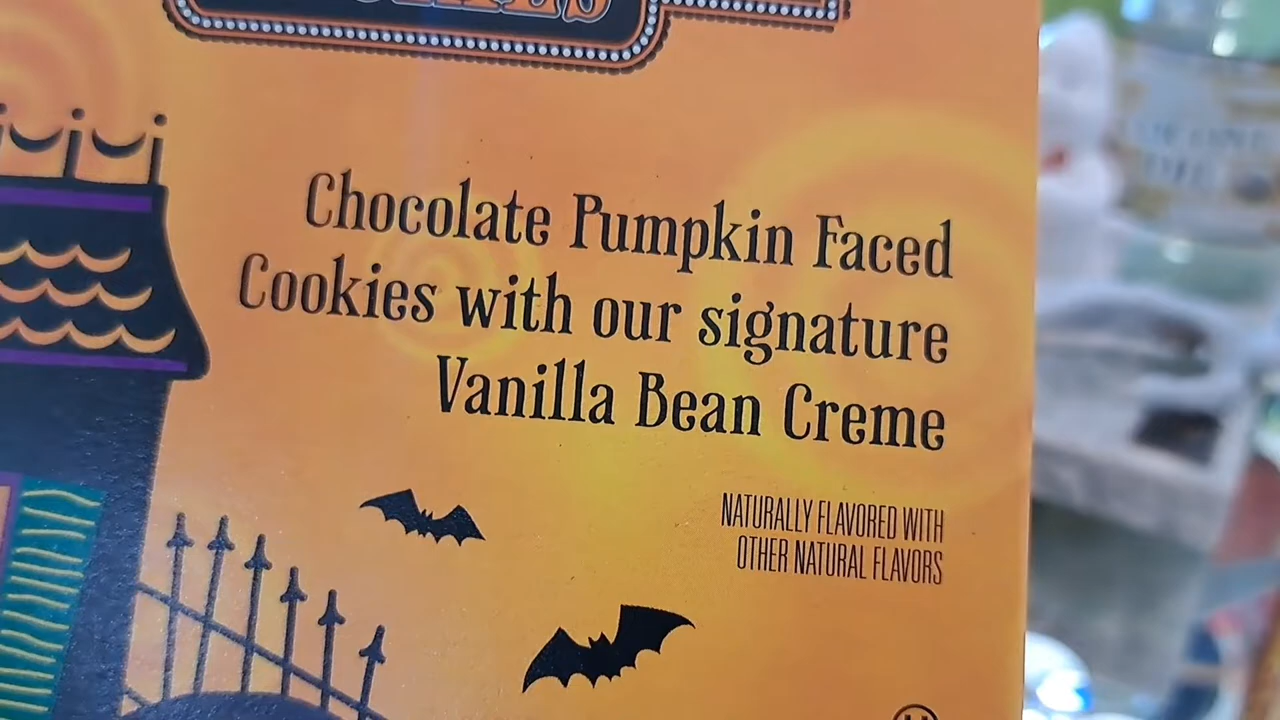 Chocolate Pumpkin Faced
Cookies with our signature
Vanilla Bean Creme
NATURALLY FLAVORED WITH
OTHER NATURAL FLAVORS